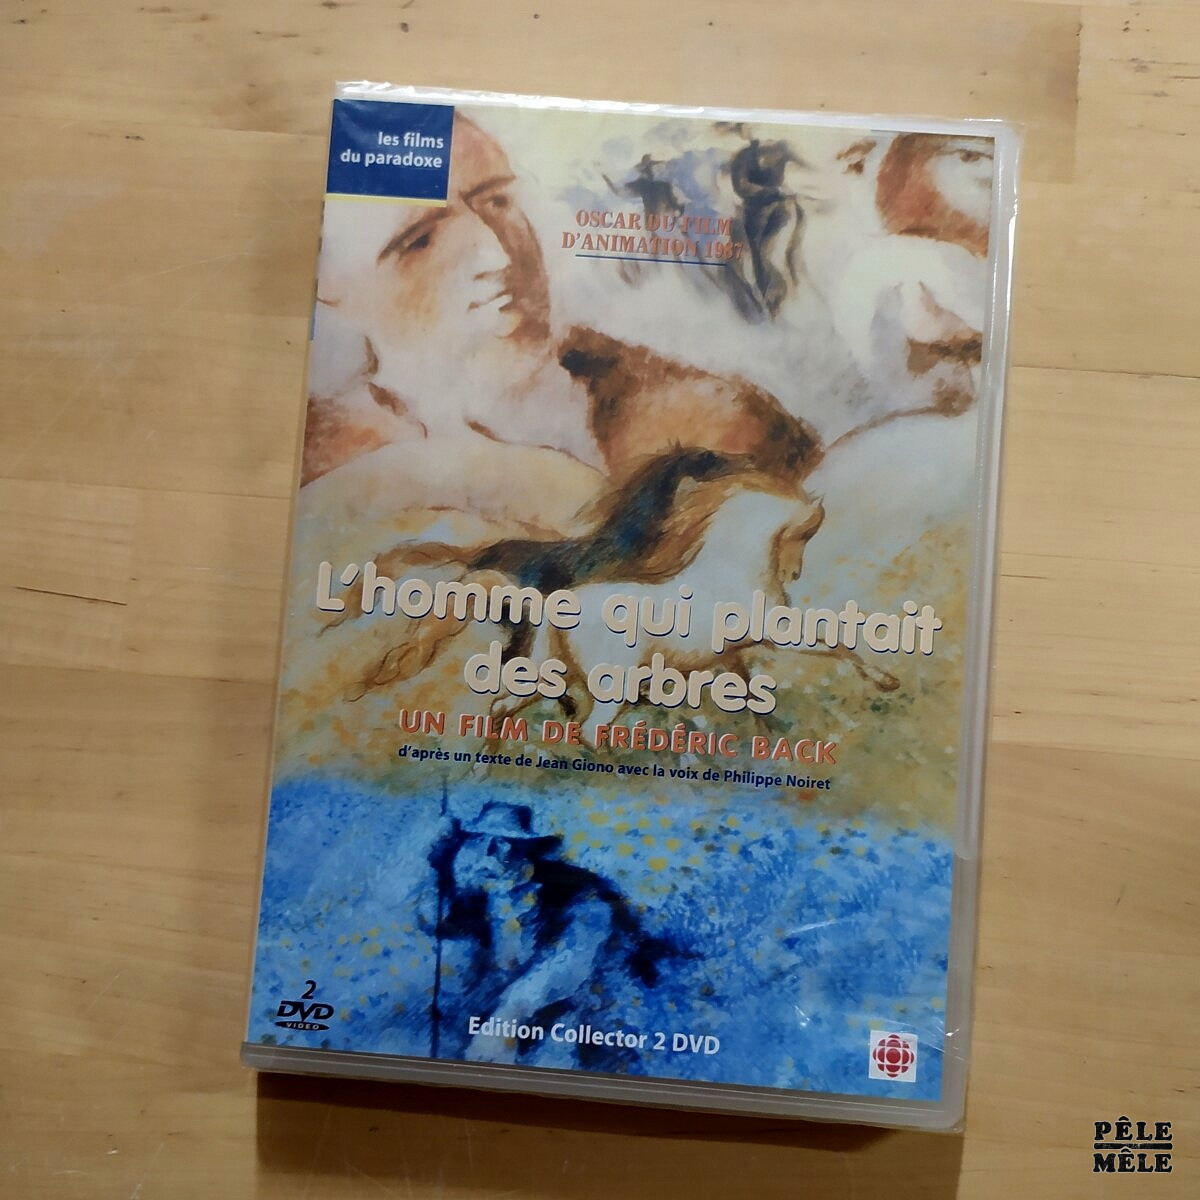 les films
du paradoxe
OSCAR DU FILM
D'ANIMATION 1987
L'homme qui plantait
des arbres
UN FILM DE FRÉDÉRIC BACK
d'après un texte de Jean Giono avec la voix de Philippe Noiret
2
DVD
VIDEO
Edition Collector 2 DVD
PÊLE
MÊLE